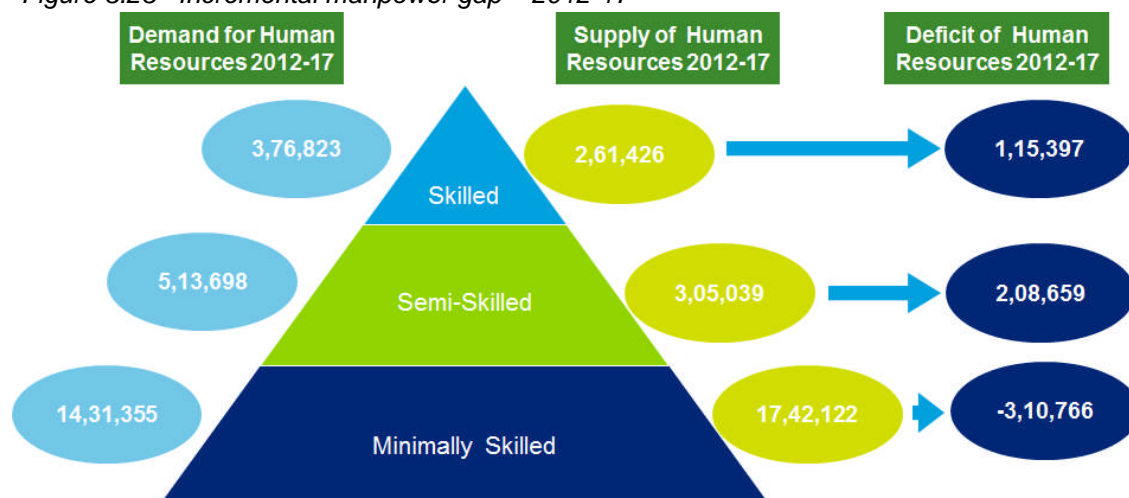 Demand for Human
Resources 2012-17
Supply of Human
Resources 2012-17
Deficit of Human
Resources 2012-17
3,76,823
2,61,426
1,15,397
Skilled
5,13,698
3,05,039
2,08,659
Semi-Skilled
14,31,355
17,42,122
-3,10,766
Minimally Skilled